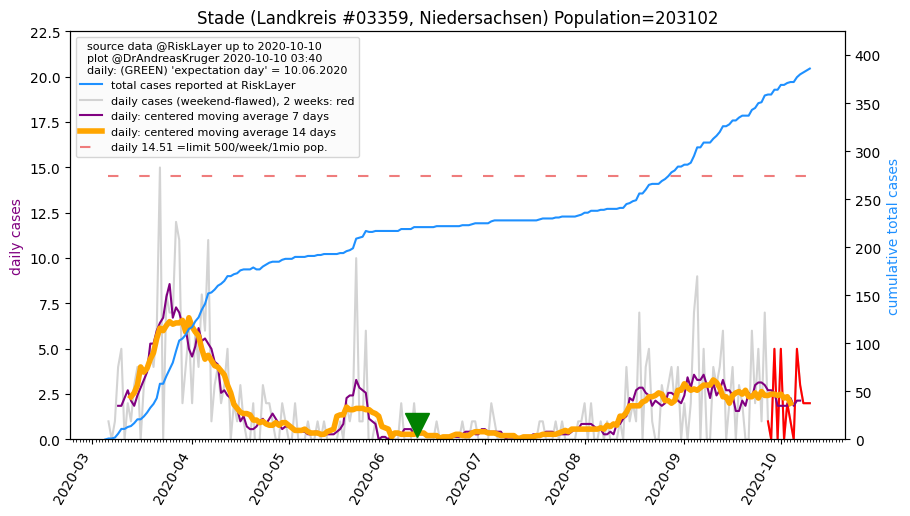 Stade (Landkreis #03359, Niedersachsen) Population=203102
source data @RiskLayer up to 2020-10-10
plot @DrAndreasKruger 2020-10-10 03:40
daily: (GREEN) 'expectation day' = 10.06.2020
total cases reported at RiskLayer
daily cases (weekend-flawed), 2 weeks: red
daily: centered moving average 7 days
daily: centered moving average 14 days
daily 14.51 =limit 500/week/1mio pop.
daily cases
22.5
20.0
17.5
15.0
12.5
10.0
7.5
5.0
2.5
0.0
cumulative total cases
400
350
300
250
200
150
100
50
0
2020-03
2020-04
2020-05
2020-06
2020-07
2020-08
2020-09
2020-10